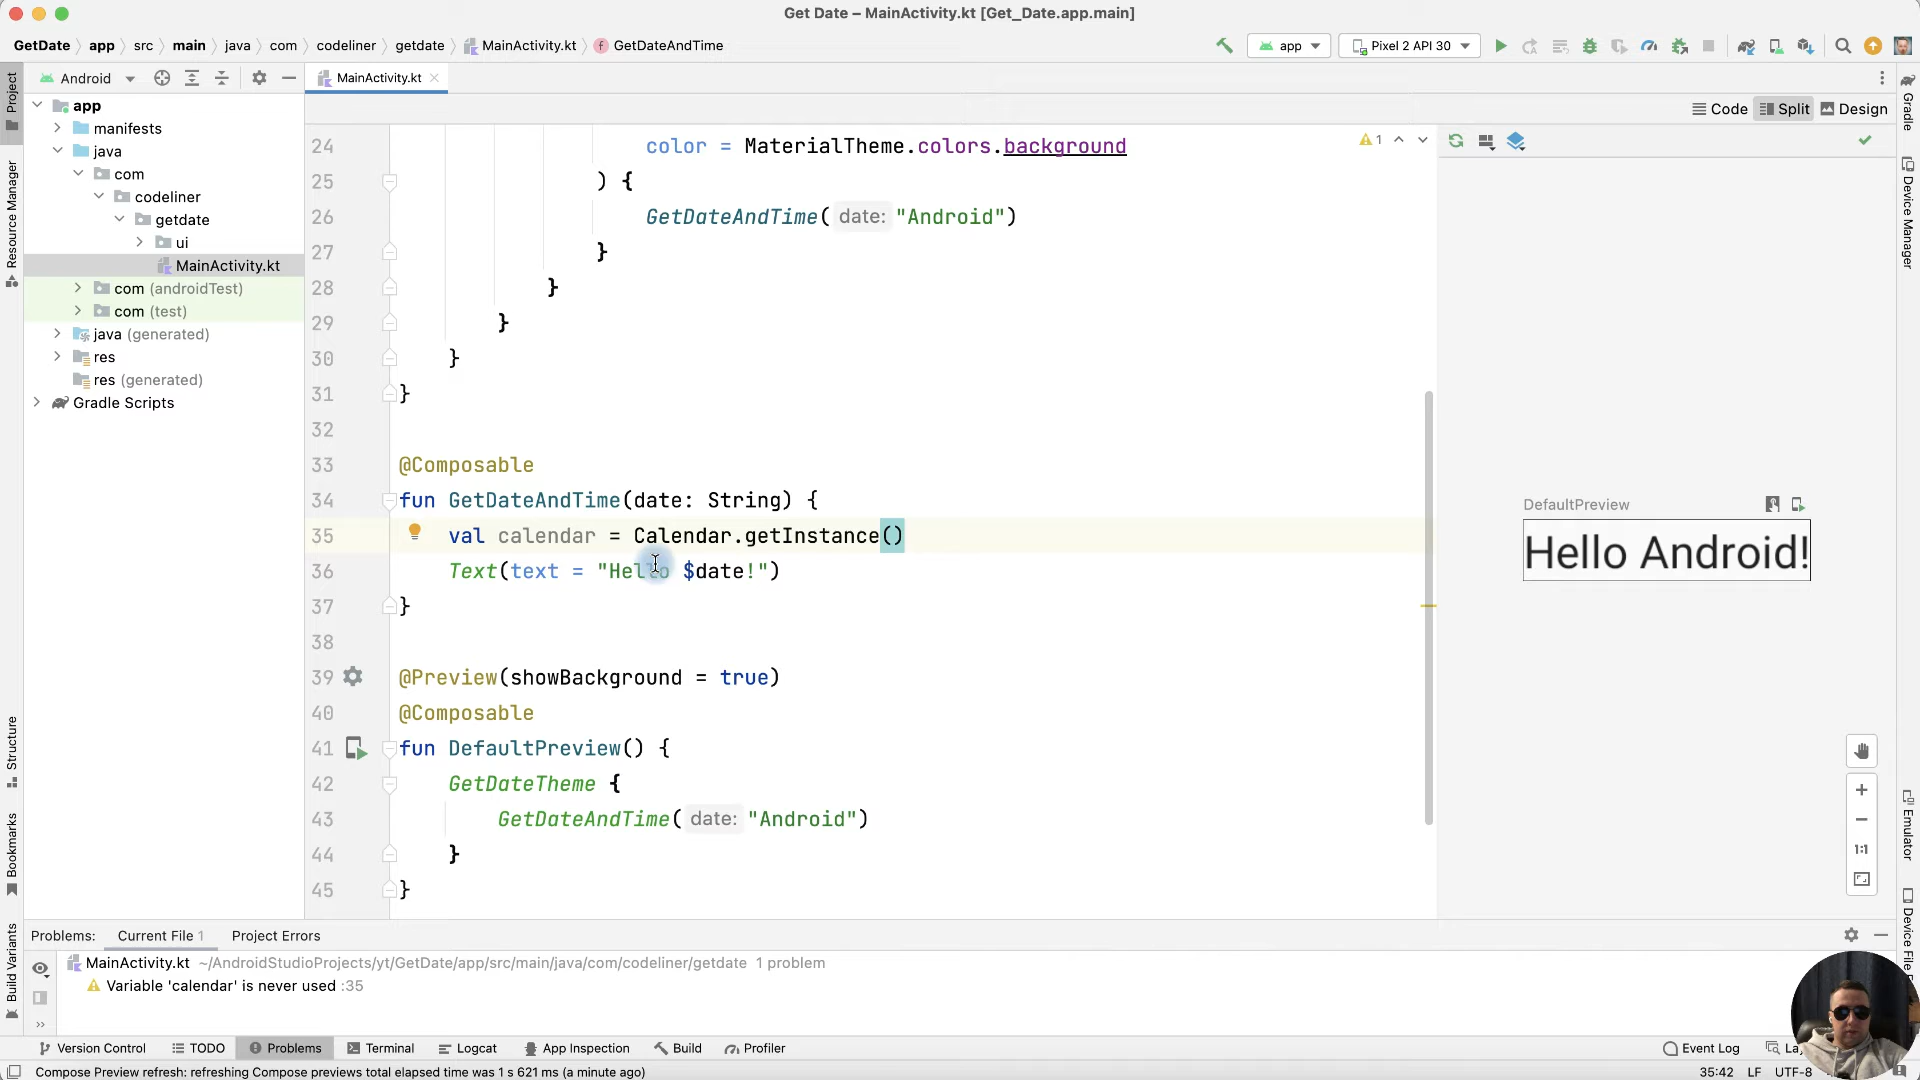 Get Date – MainActivity.kt [Get_Date.app.main]
GetDate app src main java com codeliner getdate MainActivity.kt GetDateAndTime
app Pixel 2 API 30
Project
Resource Manager
Structure
Bookmarks
Build Variants
Android
app
manifests
java
com
codeliner
getdate
ui
MainActivity.kt
com (androidTest)
com (test)
java (generated)
res
res (generated)
Gradle Scripts
MainActivity.kt
Code Split Design
1
24 color = MaterialTheme.colors.background
25 ) {
26 GetDateAndTime( date: "Android")
27 }
28 }
29 }
30 }
31 }
32
33 @Composable
34 fun GetDateAndTime(date: String) {
35 val calendar = Calendar.getInstance()
36 Text(text = "Hello $date!")
37 }
38
39 @Preview(showBackground = true)
40 @Composable
41 fun DefaultPreview() {
42 GetDateTheme {
43 GetDateAndTime( date: "Android")
44 }
45 }
DefaultPreview
Hello Android!
1:1
Gradle
Device Manager
Emulator
Device File
Problems: Current File 1 Project Errors
MainActivity.kt ~/AndroidStudioProjects/yt/GetDate/app/src/main/java/com/codeliner/getdate 1 problem
Variable 'calendar' is never used :35
Version Control TODO Problems Terminal Logcat App Inspection Build Profiler Event Log
Compose Preview refresh: refreshing Compose previews total elapsed time was 1 s 621 ms (a minute ago)
35:42 LF UTF-8